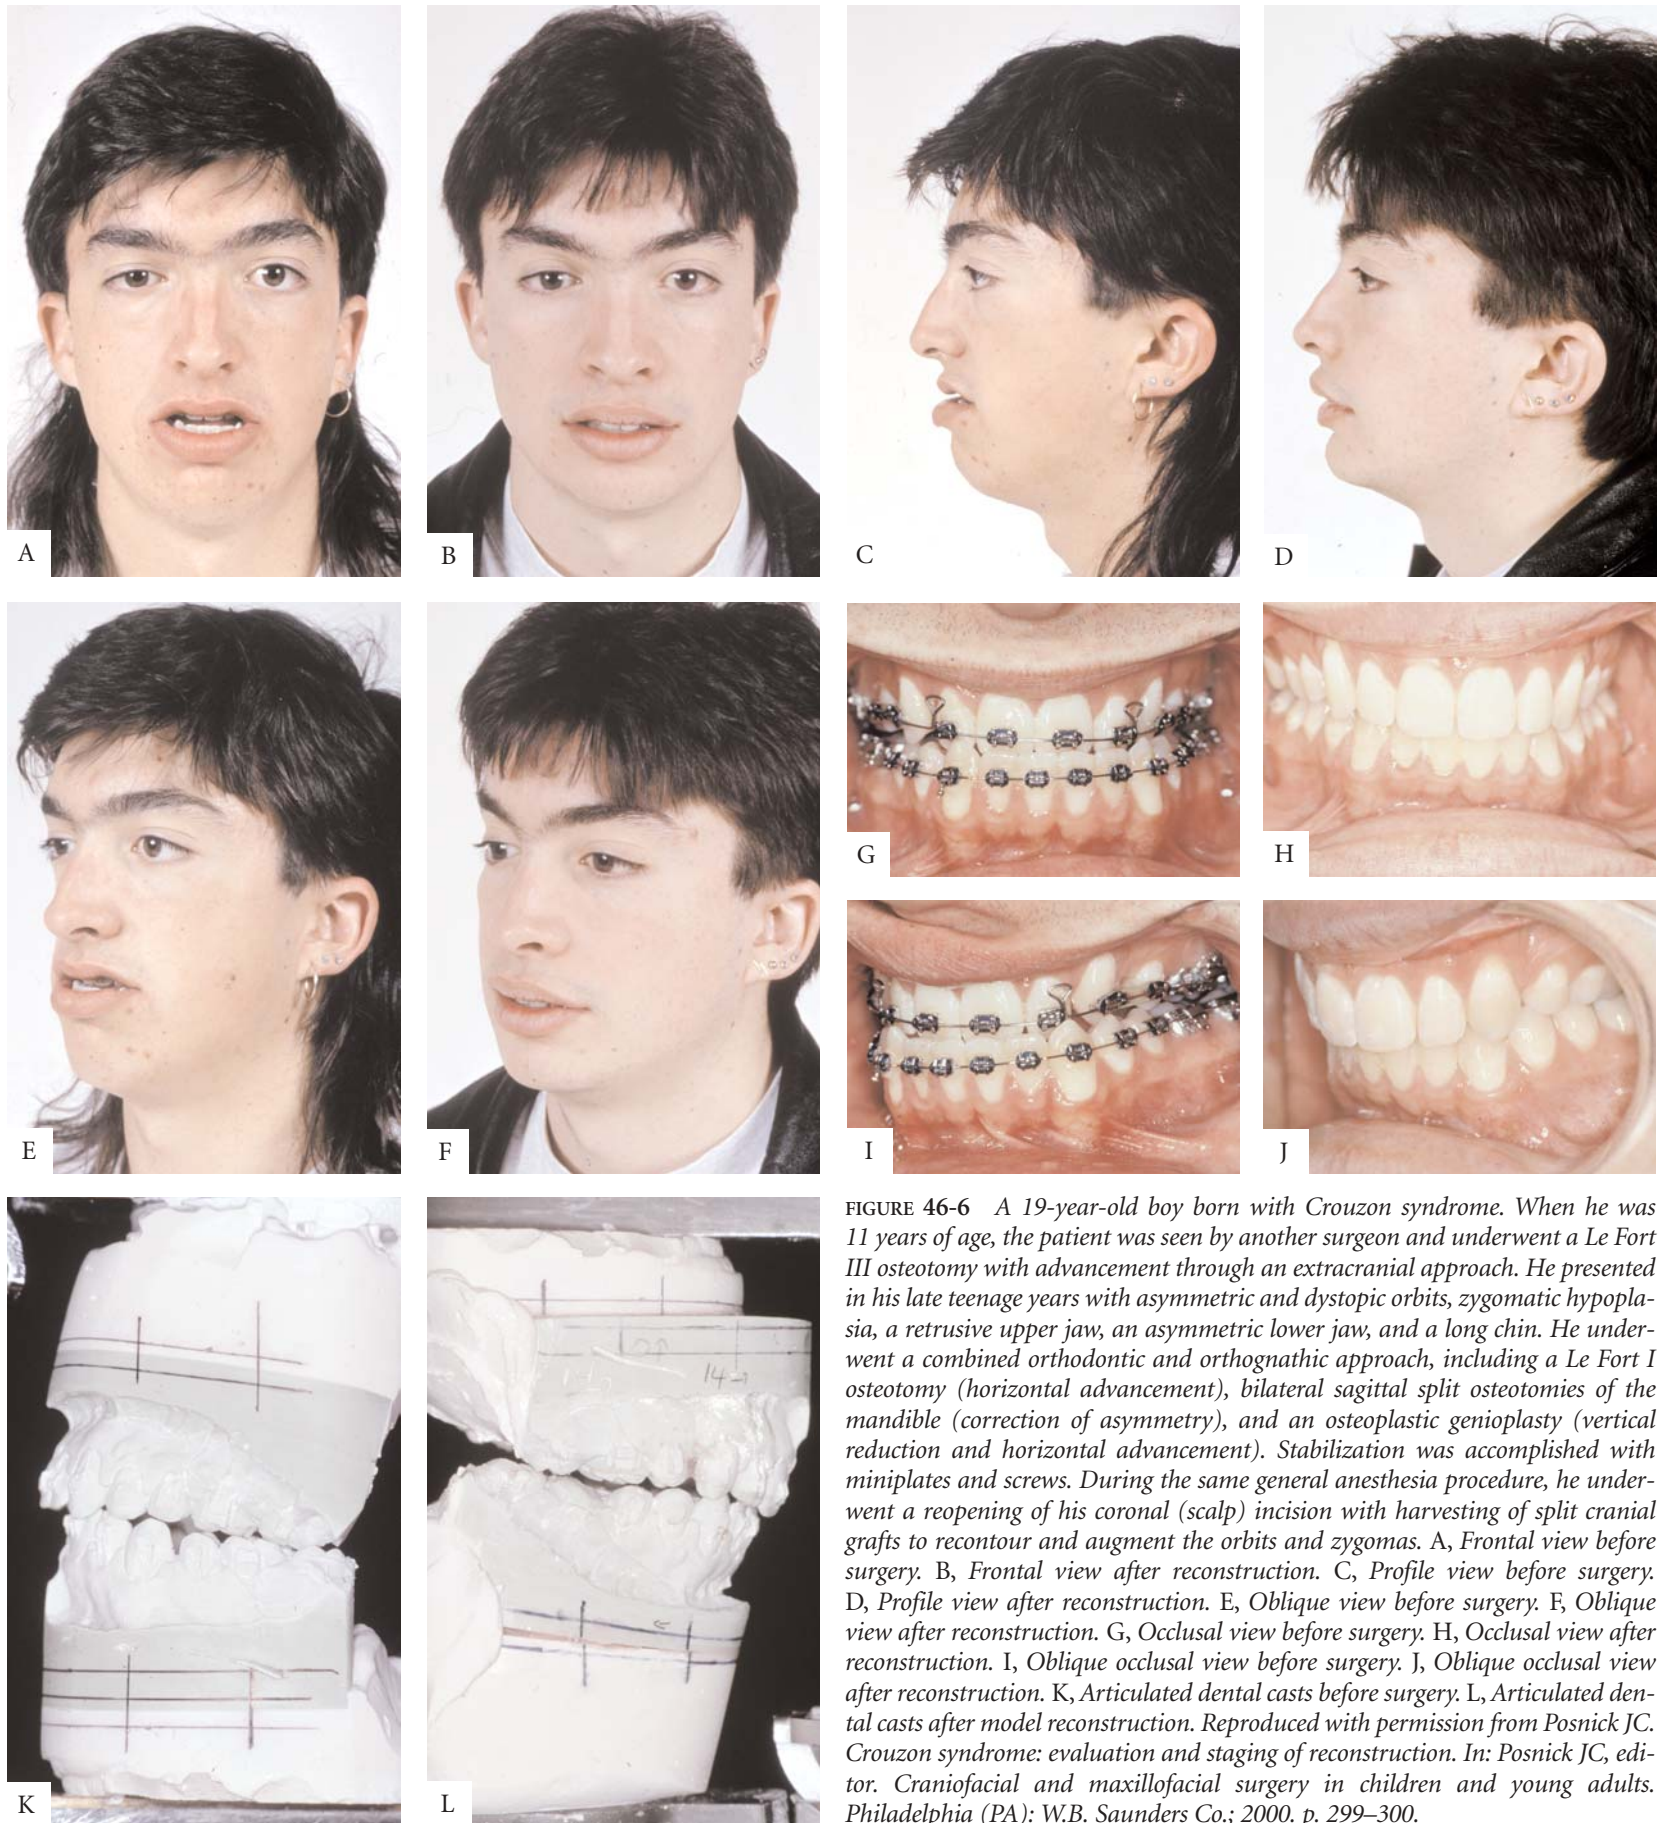 A
B
C
D
E
F
G
H
I
J
K
L
14
FIGURE 46-6 A 19-year-old boy born with Crouzon syndrome. When he was
11 years of age, the patient was seen by another surgeon and underwent a Le Fort
III osteotomy with advancement through an extracranial approach. He presented
in his late teenage years with asymmetric and dystopic orbits, zygomatic hypopla-
sia, a retrusive upper jaw, an asymmetric lower jaw, and a long chin. He under-
went a combined orthodontic and orthognathic approach, including a Le Fort I
osteotomy (horizontal advancement), bilateral sagittal split osteotomies of the
mandible (correction of asymmetry), and an osteoplastic genioplasty (vertical
reduction and horizontal advancement). Stabilization was accomplished with
miniplates and screws. During the same general anesthesia procedure, he under-
went a reopening of his coronal (scalp) incision with harvesting of split cranial
grafts to recontour and augment the orbits and zygomas. A, Frontal view before
surgery. B, Frontal view after reconstruction. C, Profile view before surgery.
D, Profile view after reconstruction. E, Oblique view before surgery. F, Oblique
view after reconstruction. G, Occlusal view before surgery. H, Occlusal view after
reconstruction. I, Oblique occlusal view before surgery. J, Oblique occlusal view
after reconstruction. K, Articulated dental casts before surgery. L, Articulated den-
tal casts after model reconstruction. Reproduced with permission from Posnick JC.
Crouzon syndrome: evaluation and staging of reconstruction. In: Posnick JC, edi-
tor. Craniofacial and maxillofacial surgery in children and young adults.
Philadelphia (PA): W.B. Saunders Co.; 2000. p. 299–300.